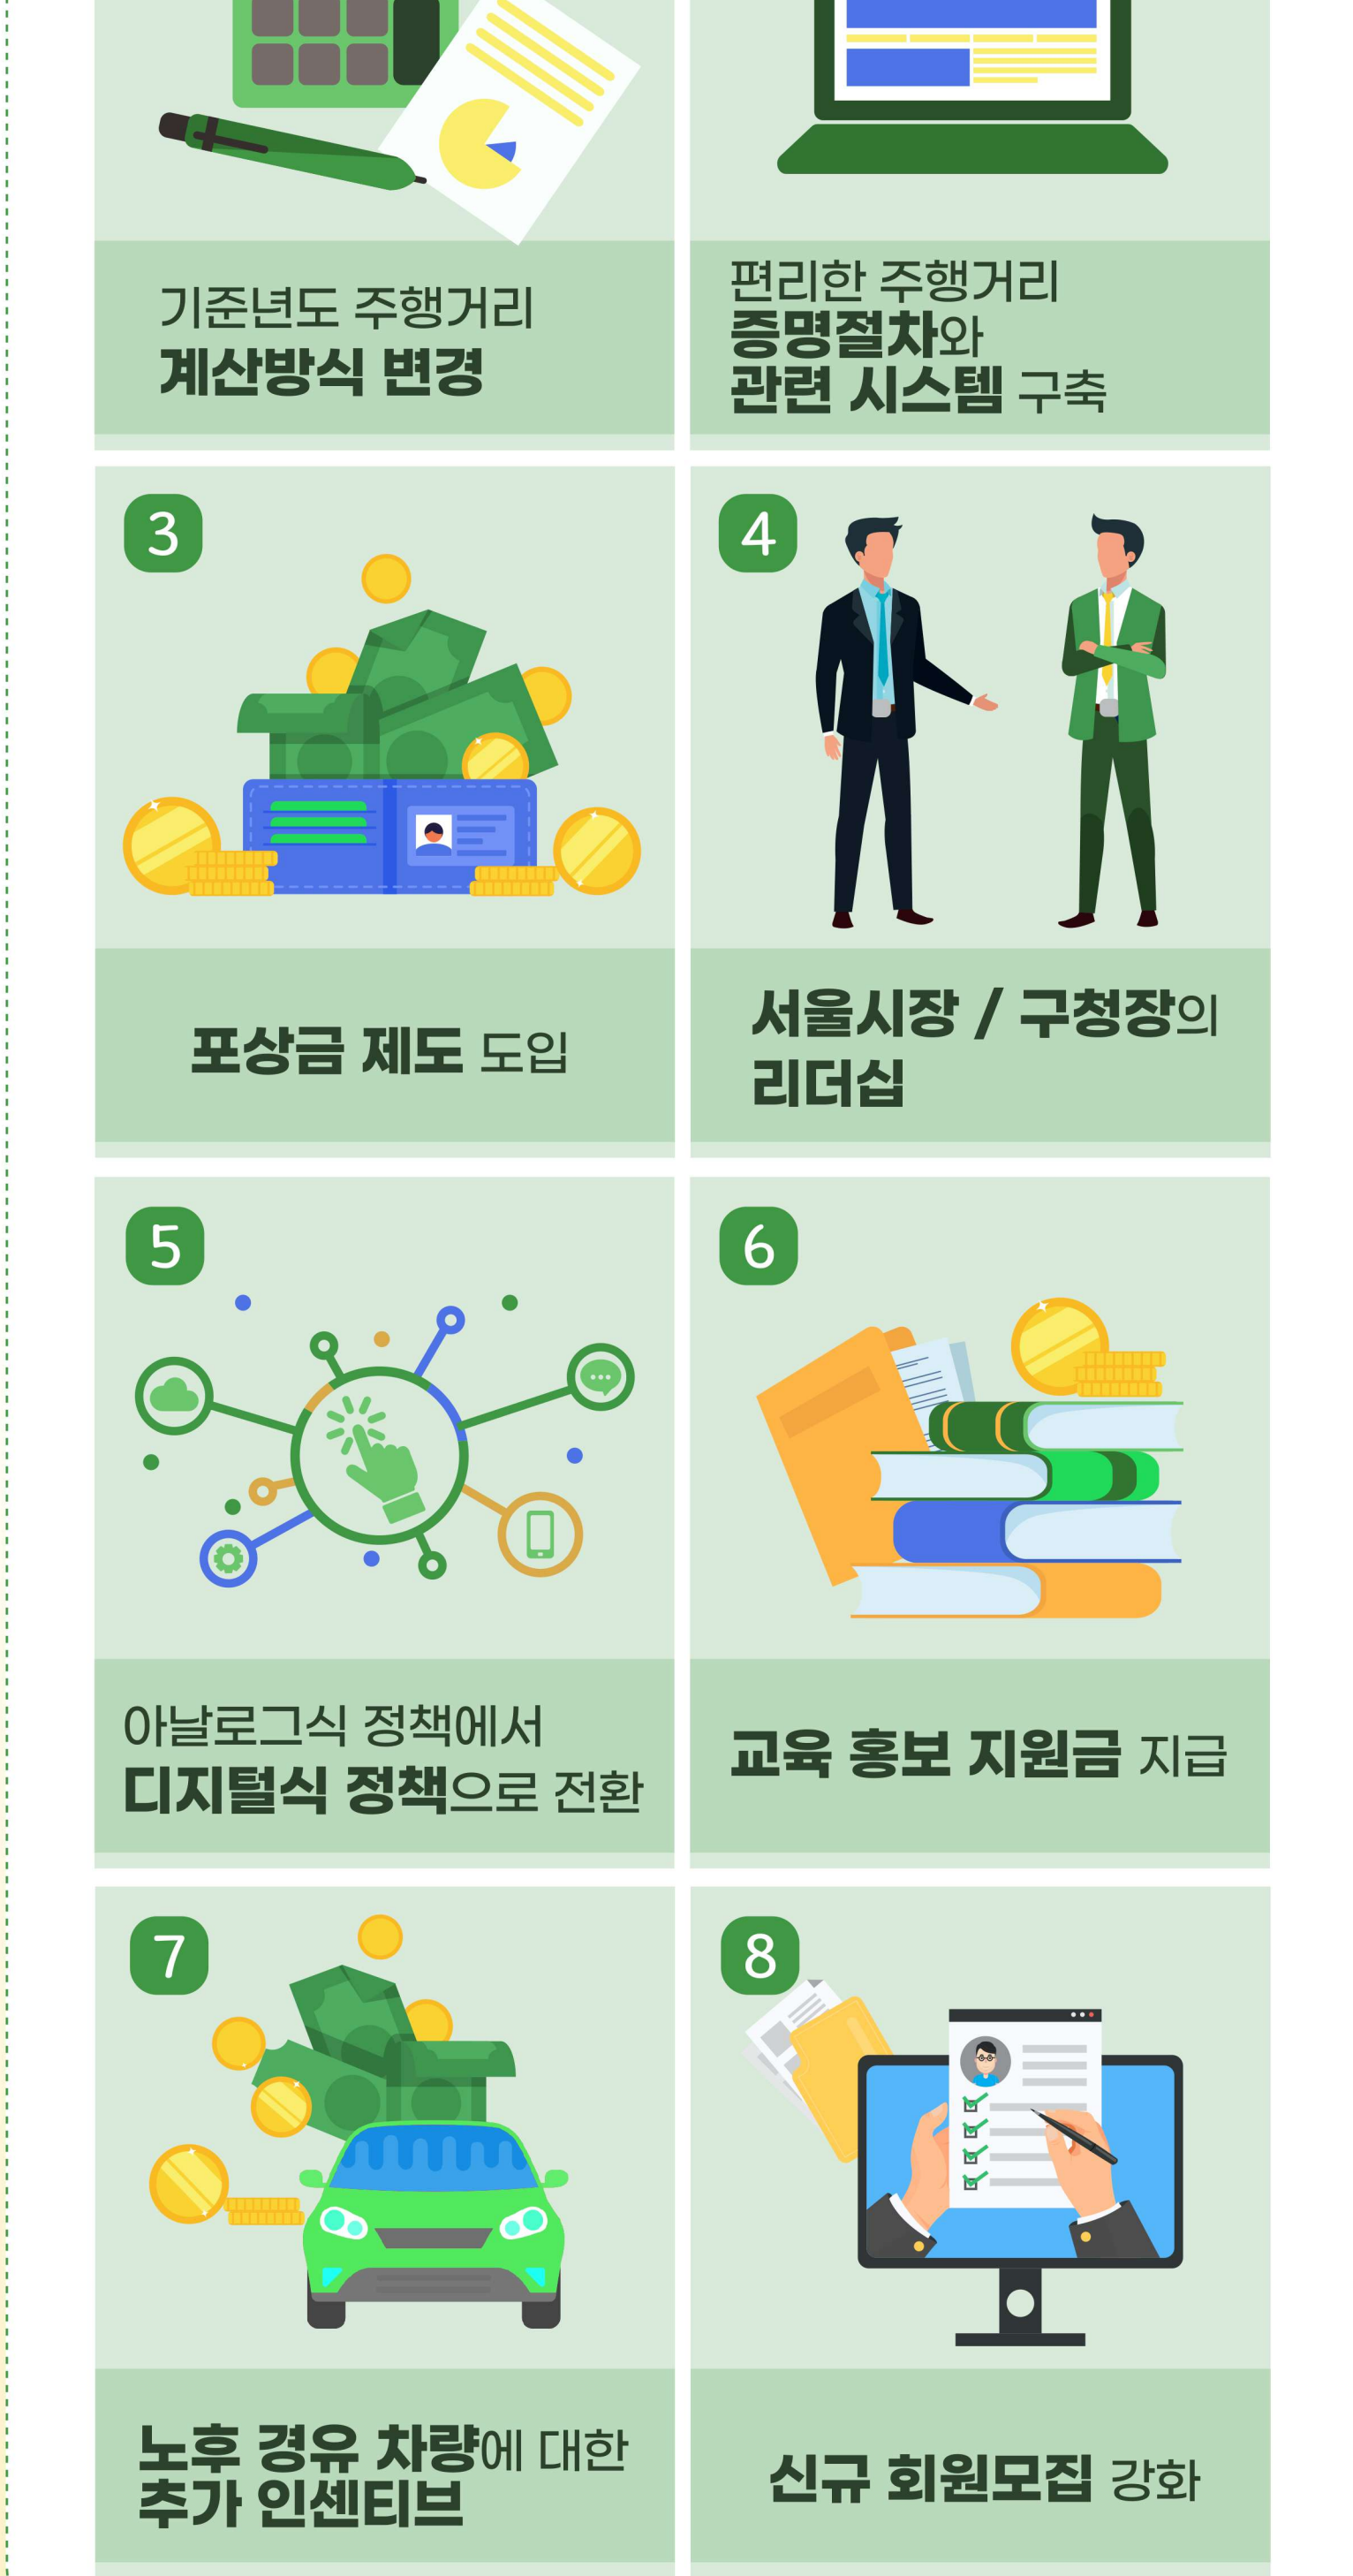 기준년도 주행거리
계산방식 변경
편리한 주행거리
증명절차와
관련 시스템 구축
3
포상금 제도 도입
4
서울시장 / 구청장의
리더십
5
아날로그식 정책에서
디지털식 정책으로 전환
6
교육 홍보 지원금 지급
7
노후 경유 차량에 대한
추가 인센티브
8
신규 회원모집 강화